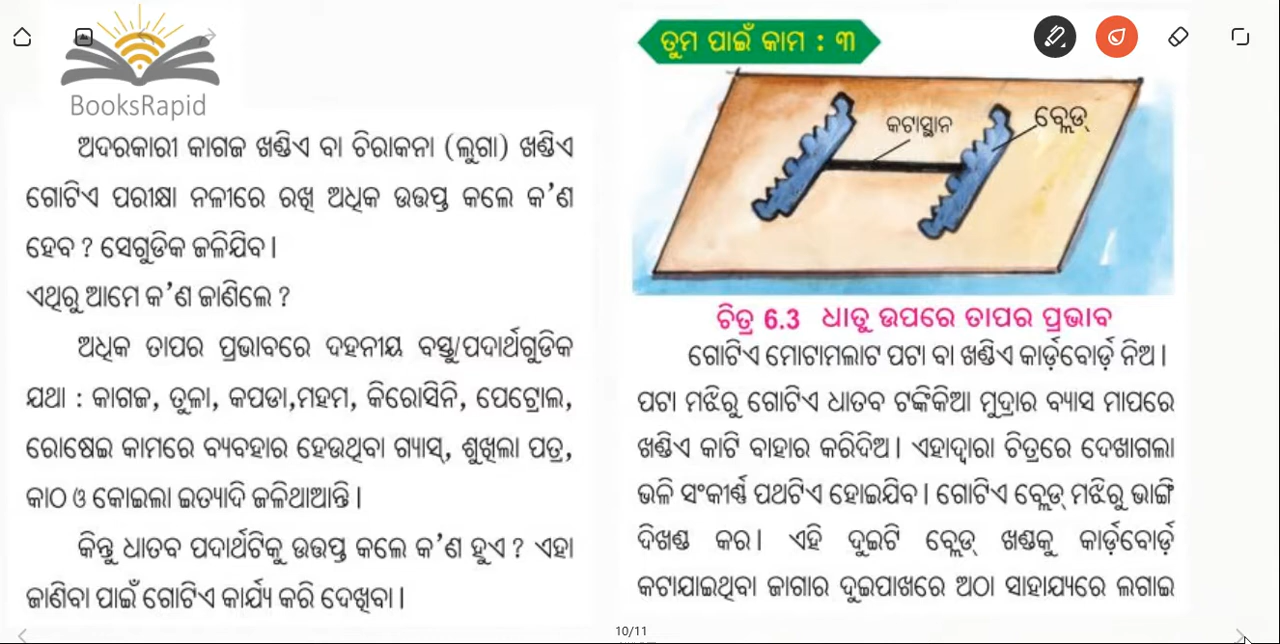 BooksRapid
ଅଦରକାରୀ କାଗଜ ଖଣ୍ଡିଏ ବା ଚିରାକନା (ଲୁଗା) ଖଣ୍ଡିଏ
ଗୋଟିଏ ପରୀକ୍ଷା ନଳୀରେ ରଖି ଅଧିକ ଉତ୍ତପ୍ତ କଲେ କ’ଣ
ହେବ ? ସେଗୁଡିକ ଜଳିଯିବ।
ଏଥିରୁ ଆମେ କ’ଣ ଜାଣିଲେ ?
ଅଧିକ ତାପର ପ୍ରଭାବରେ ଦହନୀୟ ବସ୍ତୁ/ପଦାର୍ଥଗୁଡିକ
ଯଥା : କାଗଜ, ତୁଳା, କପଡା,ମହମ, କିରୋସିନି, ପେଟ୍ରୋଲ,
ରୋଷେଇ କାମରେ ବ୍ୟବହାର ହେଉଥିବା ଗ୍ୟାସ୍, ଶୁଖିଲା ପତ୍ର,
କାଠ ଓ କୋଇଲା ଇତ୍ୟାଦି ଜଳିଥାଆନ୍ତି।
କିନ୍ତୁ ଧାତବ ପଦାର୍ଥଟିକୁ ଉତ୍ତପ୍ତ କଲେ କ’ଣ ହୁଏ ? ଏହା
ଜାଣିବା ପାଇଁ ଗୋଟିଏ କାର୍ଯ୍ୟ କରି ଦେଖିବା।
ତୁମ ପାଇଁ କାମ : ୩
କଟାସ୍ଥାନ
ବ୍ଲେଡ୍
ଚିତ୍ର 6.3 ଧାତୁ ଉପରେ ତାପର ପ୍ରଭାବ
ଗୋଟିଏ ମୋଟାମଲାଟ ପଟା ବା ଖଣ୍ଡିଏ କାର୍ଡ଼ବୋର୍ଡ଼ ନିଅ।
ପଟା ମଝିରୁ ଗୋଟିଏ ଧାତବ ଟଙ୍କିକିଆ ମୁଦ୍ରାର ବ୍ୟାସ ମାପରେ
ଖଣ୍ଡିଏ କାଟି ବାହାର କରିଦିଅ। ଏହାଦ୍ୱାରା ଚିତ୍ରରେ ଦେଖାଗଲା
ଭଳି ସଂକୀର୍ଣ୍ଣ ପଥଟିଏ ହୋଇଯିବ। ଗୋଟିଏ ବ୍ଲେଡ୍ ମଝିରୁ ଭାଙ୍ଗି
ଦିଖଣ୍ଡ କର। ଏହି ଦୁଇଟି ବ୍ଲେଡ୍ ଖଣ୍ଡକୁ କାର୍ଡ଼ବୋର୍ଡ଼
କଟାଯାଇଥିବା ଜାଗାର ଦୁଇପାଖରେ ଅଠା ସାହାଯ୍ୟରେ ଲଗାଇ
10/11